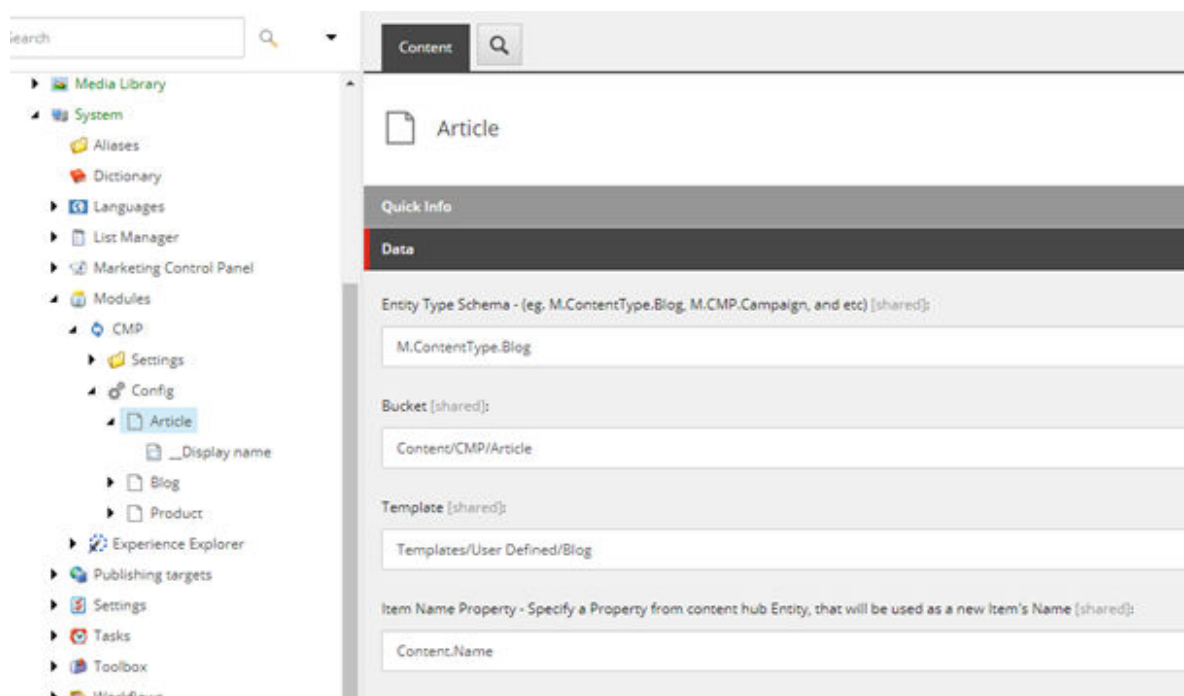 Search
Media Library
System
Aliases
Dictionary
Languages
List Manager
Marketing Control Panel
Modules
CMP
Settings
Config
Article
__Display name
Blog
Product
Experience Explorer
Publishing targets
Settings
Tasks
Toolbox
Workflows
Content
Article
Quick Info
Data
Entity Type Schema - (eg. M.ContentType.Blog, M.CMP.Campaign, and etc) [shared]:
M.ContentType.Blog
Bucket [shared]:
Content/CMP/Article
Template [shared]:
Templates/User Defined/Blog
Item Name Property - Specify a Property from content hub Entity, that will be used as a new Item's Name [shared]:
Content.Name